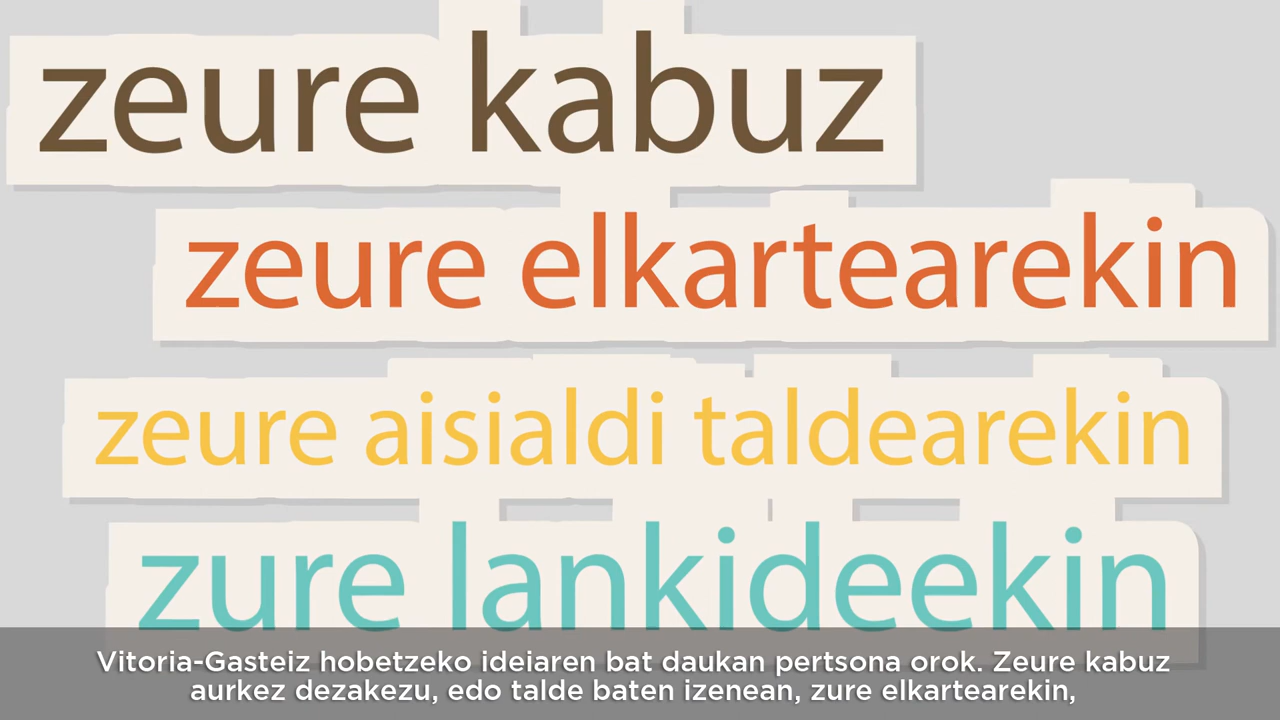 zeure kabuz
zeure elkartearekin
zeure aisialdi taldearekin
zure lankideekin
Vitoria-Gasteiz hobetzeko ideiaren bat daukan pertsona orok. Zeure kabuz
aurkez dezakezu, edo talde baten izenean, zure elkartearekin,